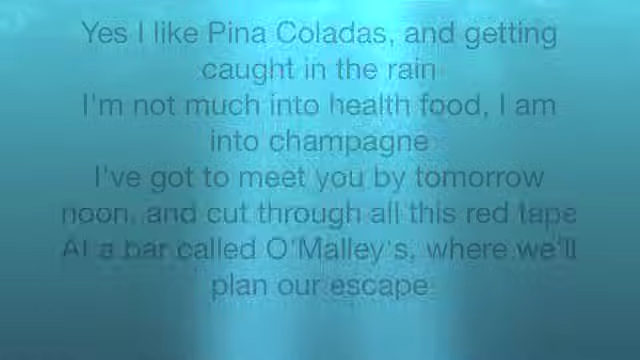 Yes I like Pina Coladas, and getting
caught in the rain
I'm not much into health food, I am
into champagne
I've got to meet you by tomorrow
noon, and cut through all this red tape
At a bar called O'Malley's, where we'll
plan our escape